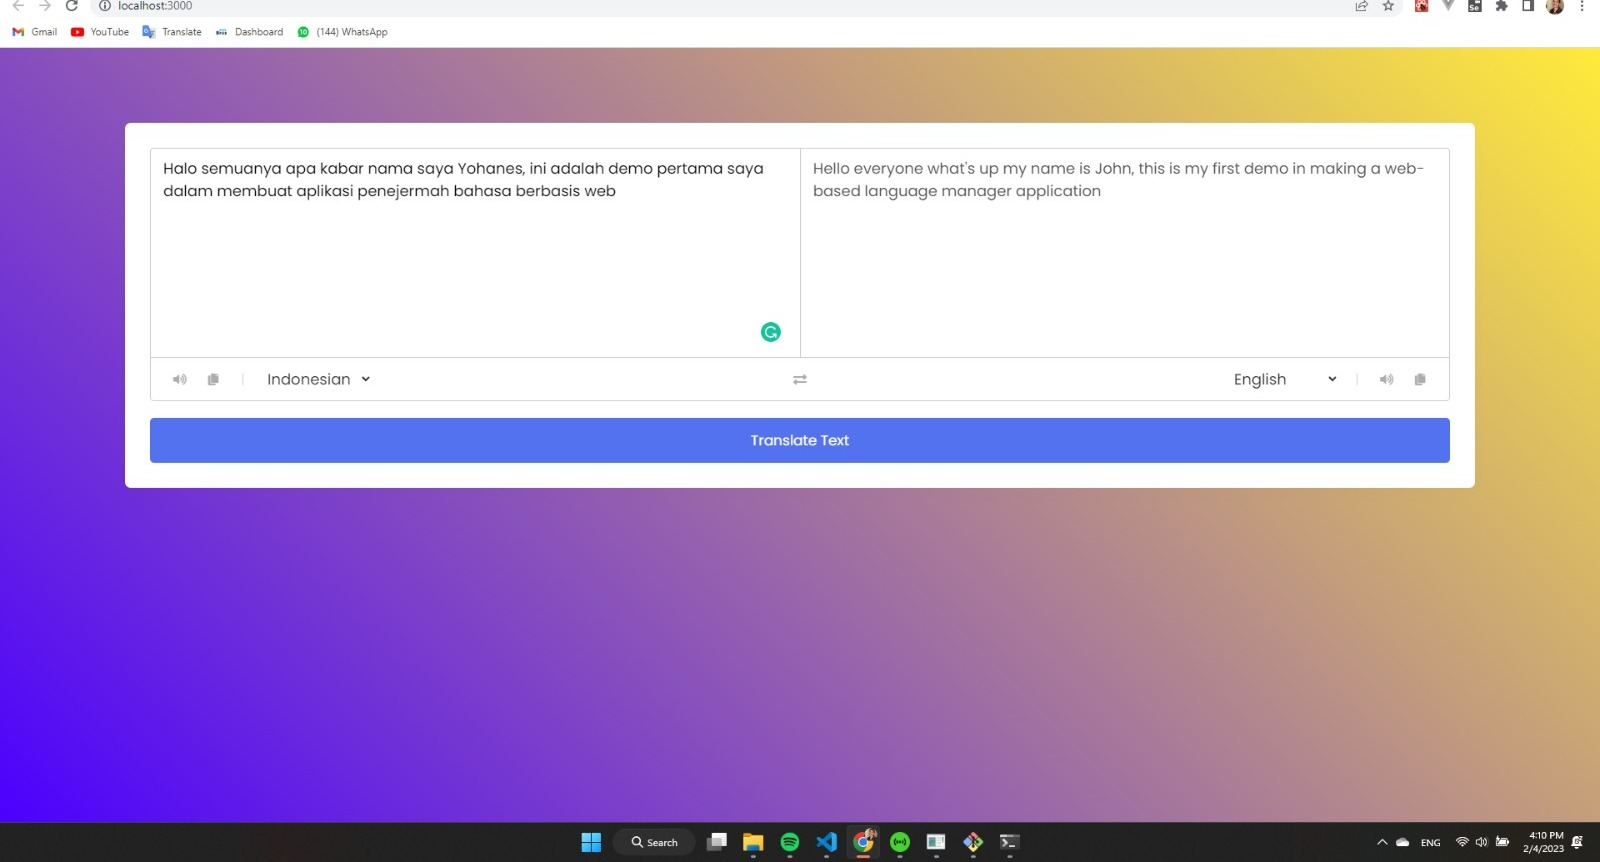 localhost:3000
Gmail YouTube Translate Dashboard (144) WhatsApp
Halo semuanya apa kabar nama saya Yohanes, ini adalah demo pertama saya
dalam membuat aplikasi penejermah bahasa berbasis web
Hello everyone what's up my name is John, this is my first demo in making a web-
based language manager application
Indonesian
English
Translate Text
Search
ENG
4:10 PM
2/4/2023